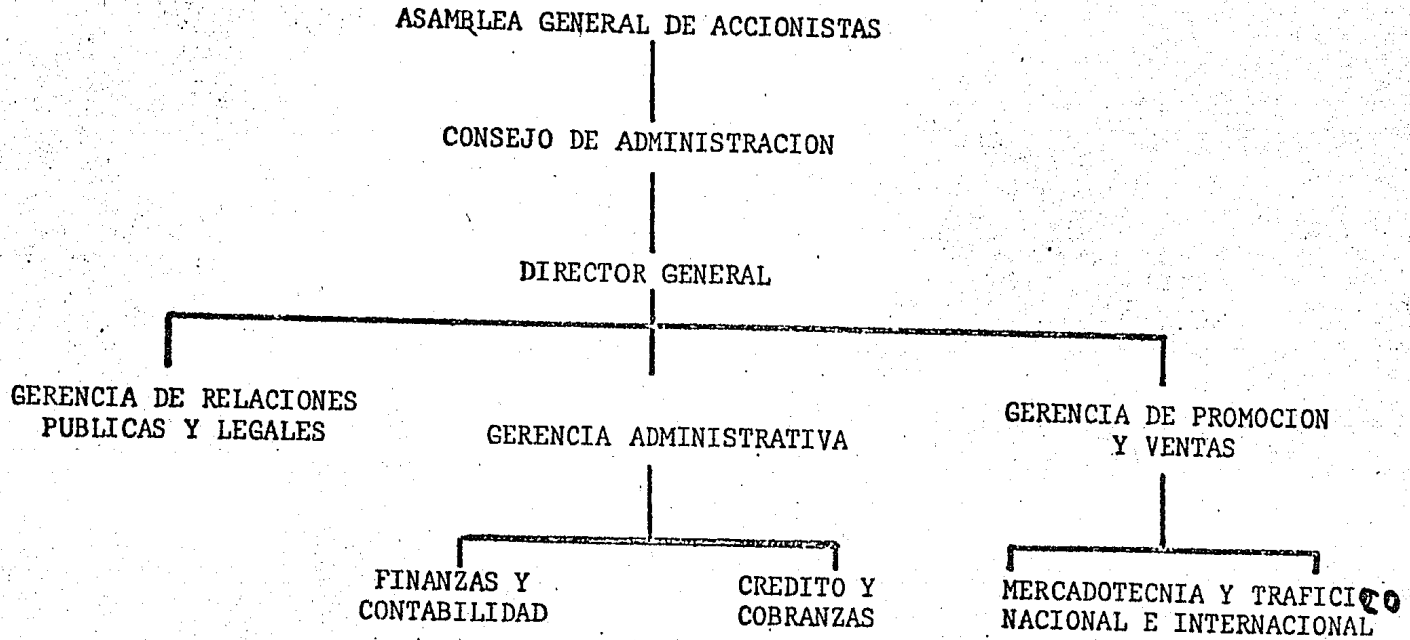 ASAMBLEA GENERAL DE ACCIONISTAS
CONSEJO DE ADMINISTRACION
DIRECTOR GENERAL
GERENCIA DE RELACIONES
PUBLICAS Y LEGALES
GERENCIA ADMINISTRATIVA
GERENCIA DE PROMOCION
Y VENTAS
FINANZAS Y
CONTABILIDAD
CREDITO Y
COBRANZAS
MERCADOTECNIA Y TRAFICO
NACIONAL E INTERNACIONAL